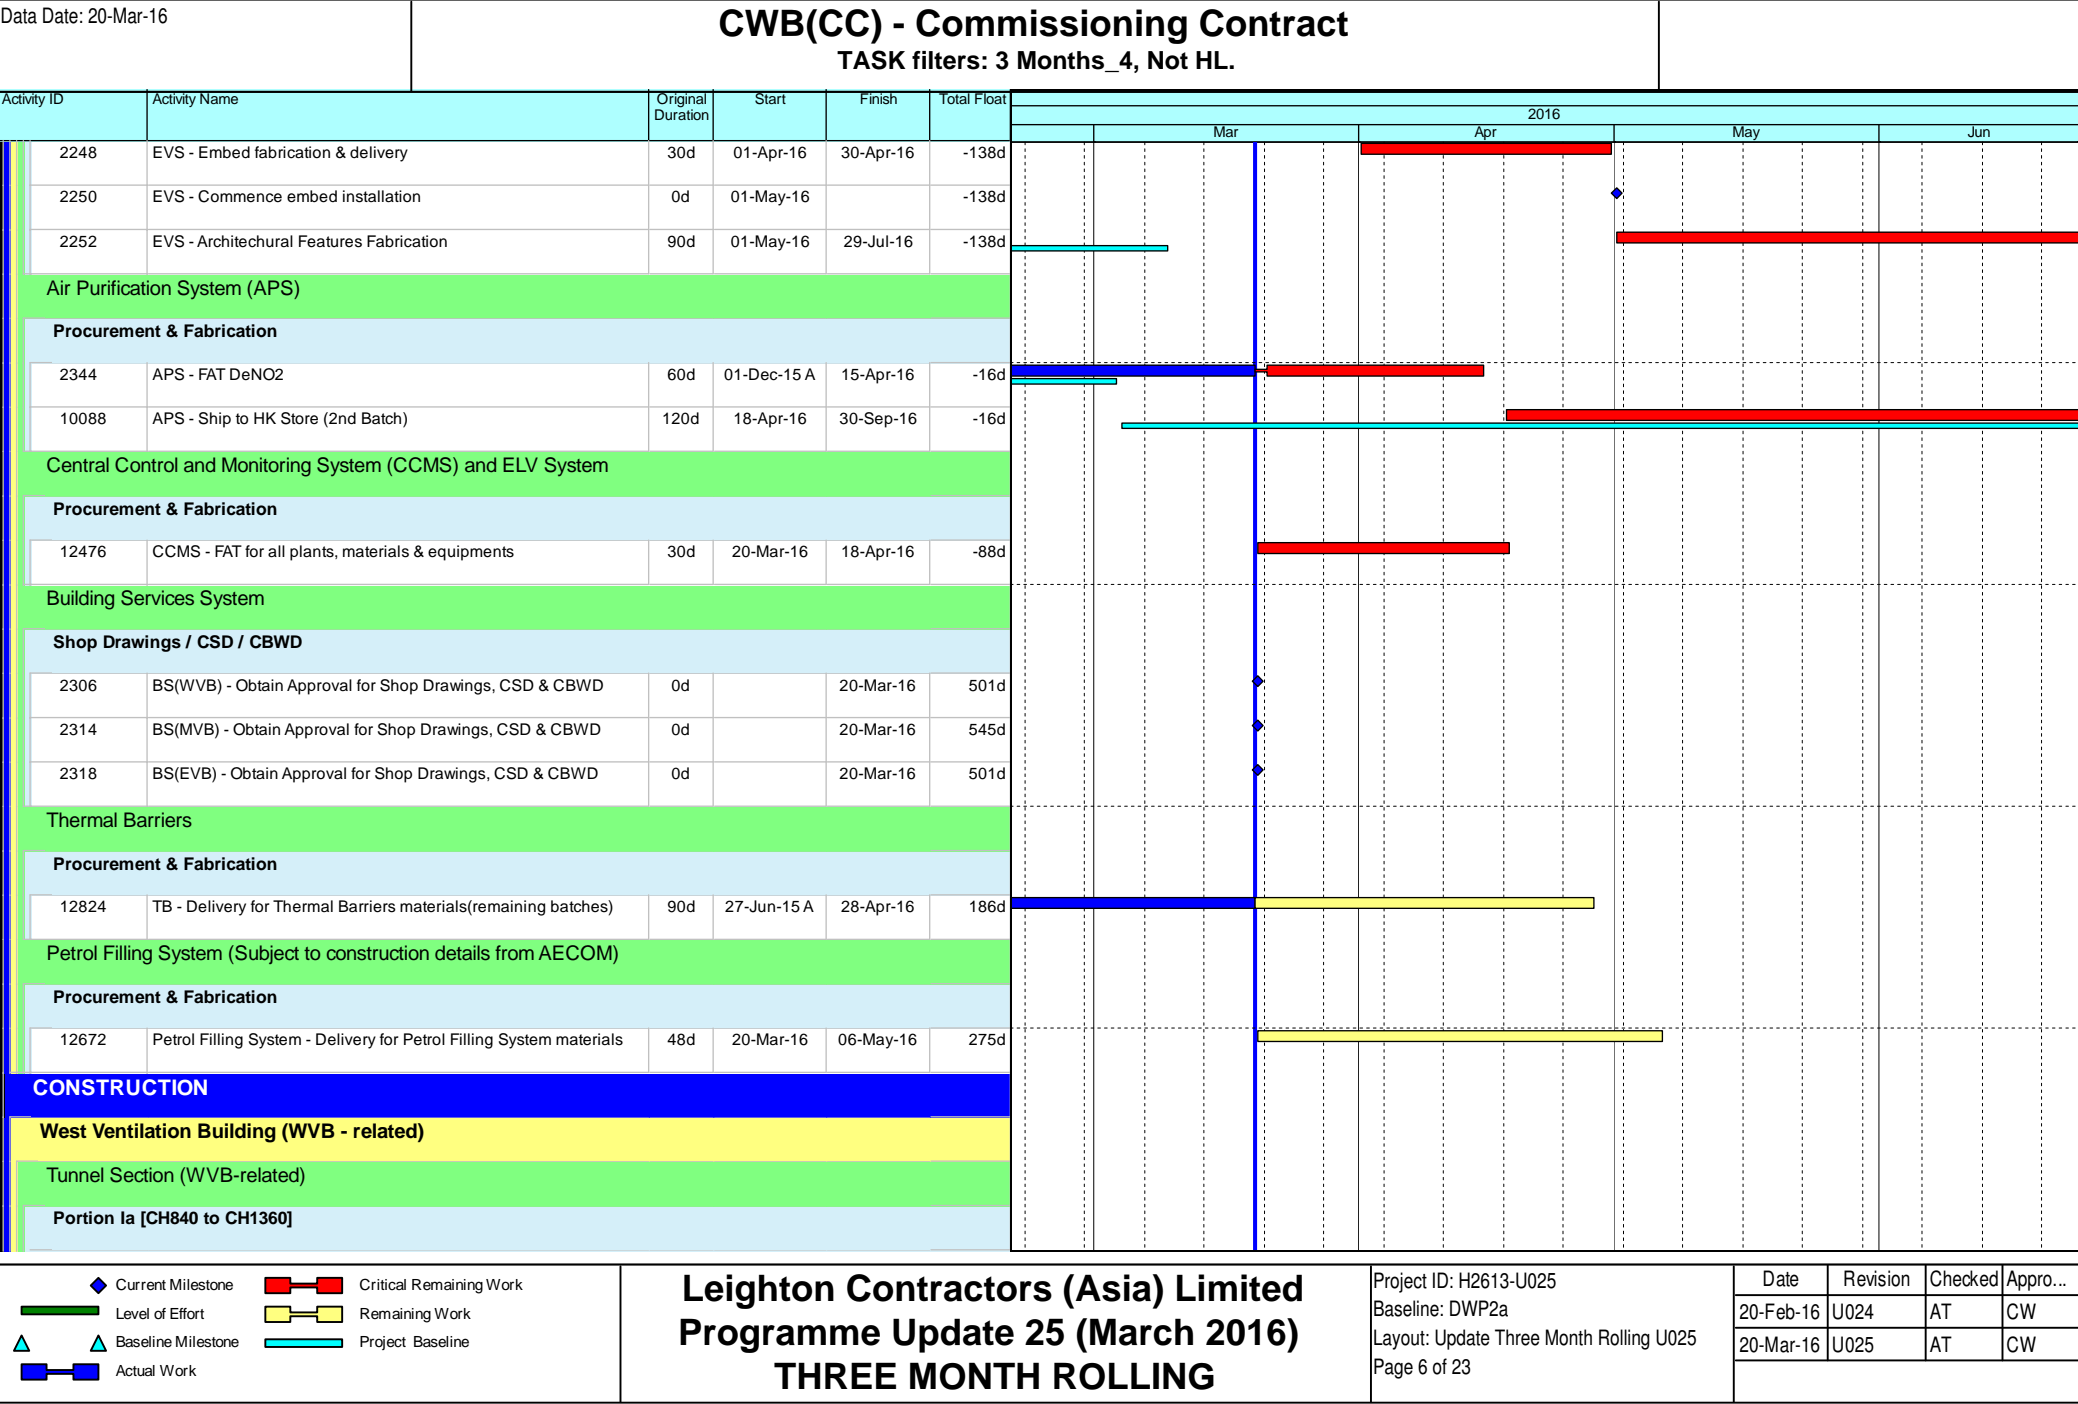 Data Date: 20-Mar-16
CWB(CC) - Commissioning Contract
TASK filters: 3 Months_4, Not HL.
Activity ID Activity Name Original Duration Start Finish Total Float
2016
Mar Apr May Jun
2248 EVS - Embed fabrication & delivery 30d 01-Apr-16 30-Apr-16 -138d
2250 EVS - Commence embed installation 0d 01-May-16 -138d
2252 EVS - Architechural Features Fabrication 90d 01-May-16 29-Jul-16 -138d
Air Purification System (APS)
Procurement & Fabrication
2344 APS - FAT DeNO2 60d 01-Dec-15 A 15-Apr-16 -16d
10088 APS - Ship to HK Store (2nd Batch) 120d 18-Apr-16 30-Sep-16 -16d
Central Control and Monitoring System (CCMS) and ELV System
Procurement & Fabrication
12476 CCMS - FAT for all plants, materials & equipments 30d 20-Mar-16 18-Apr-16 -88d
Building Services System
Shop Drawings / CSD / CBWD
2306 BS(WVB) - Obtain Approval for Shop Drawings, CSD & CBWD 0d 20-Mar-16 501d
2314 BS(MVB) - Obtain Approval for Shop Drawings, CSD & CBWD 0d 20-Mar-16 545d
2318 BS(EVB) - Obtain Approval for Shop Drawings, CSD & CBWD 0d 20-Mar-16 501d
Thermal Barriers
Procurement & Fabrication
12824 TB - Delivery for Thermal Barriers materials(remaining batches) 90d 27-Jun-15 A 28-Apr-16 186d
Petrol Filling System (Subject to construction details from AECOM)
Procurement & Fabrication
12672 Petrol Filling System - Delivery for Petrol Filling System materials 48d 20-Mar-16 06-May-16 275d
CONSTRUCTION
West Ventilation Building (WVB - related)
Tunnel Section (WVB-related)
Portion Ia [CH840 to CH1360]
Current Milestone Critical Remaining Work
Level of Effort Remaining Work
Baseline Milestone Project Baseline
Actual Work
Leighton Contractors (Asia) Limited
Programme Update 25 (March 2016)
THREE MONTH ROLLING
Project ID: H2613-U025
Baseline: DWP2a
Layout: Update Three Month Rolling U025
Page 6 of 23
Date Revision Checked Appro...
20-Feb-16 U024 AT CW
20-Mar-16 U025 AT CW